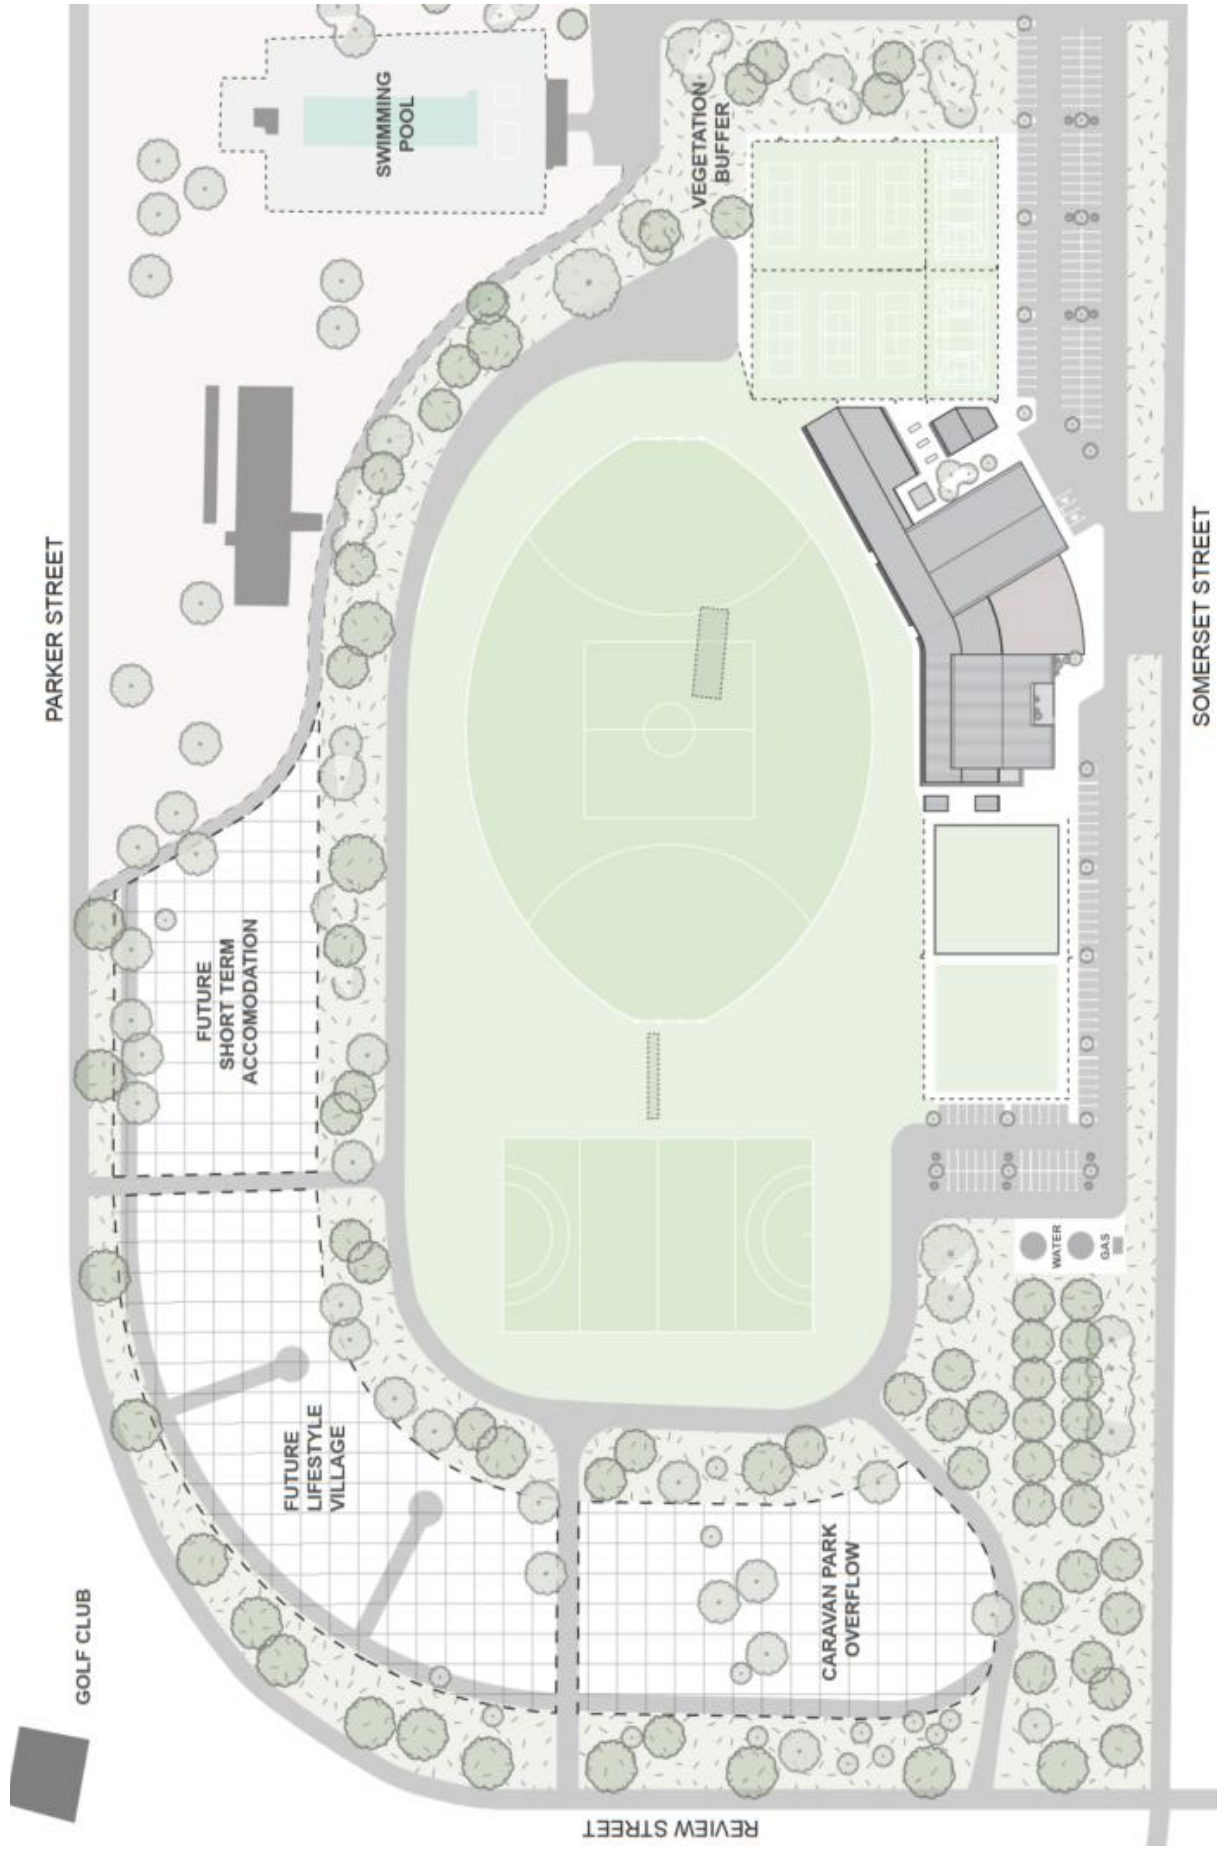 SWIMMING
POOL
VEGETATION
BUFFER
PARKER STREET
SOMERSET STREET
FUTURE
SHORT TERM
ACCOMODATION
WATER
GAS
FUTURE
LIFESTYLE
VILLAGE
CARAVAN PARK
OVERFLOW
GOLF CLUB
REVIEW STREET